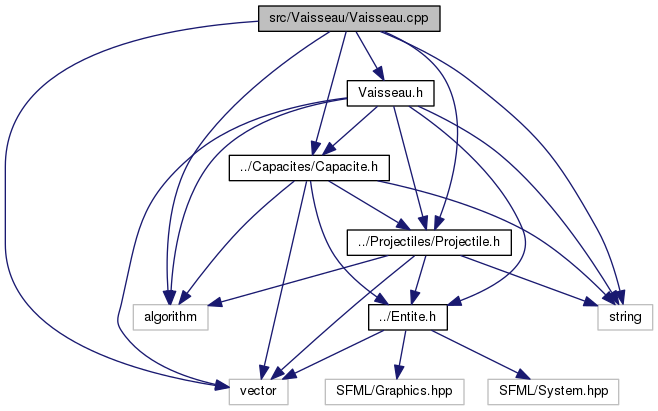 src/Vaisseau/Vaisseau.cpp
Vaisseau.h
../Capacites/Capacite.h
../Projectiles/Projectile.h
algorithm
../Entite.h
string
vector
SFML/Graphics.hpp
SFML/System.hpp